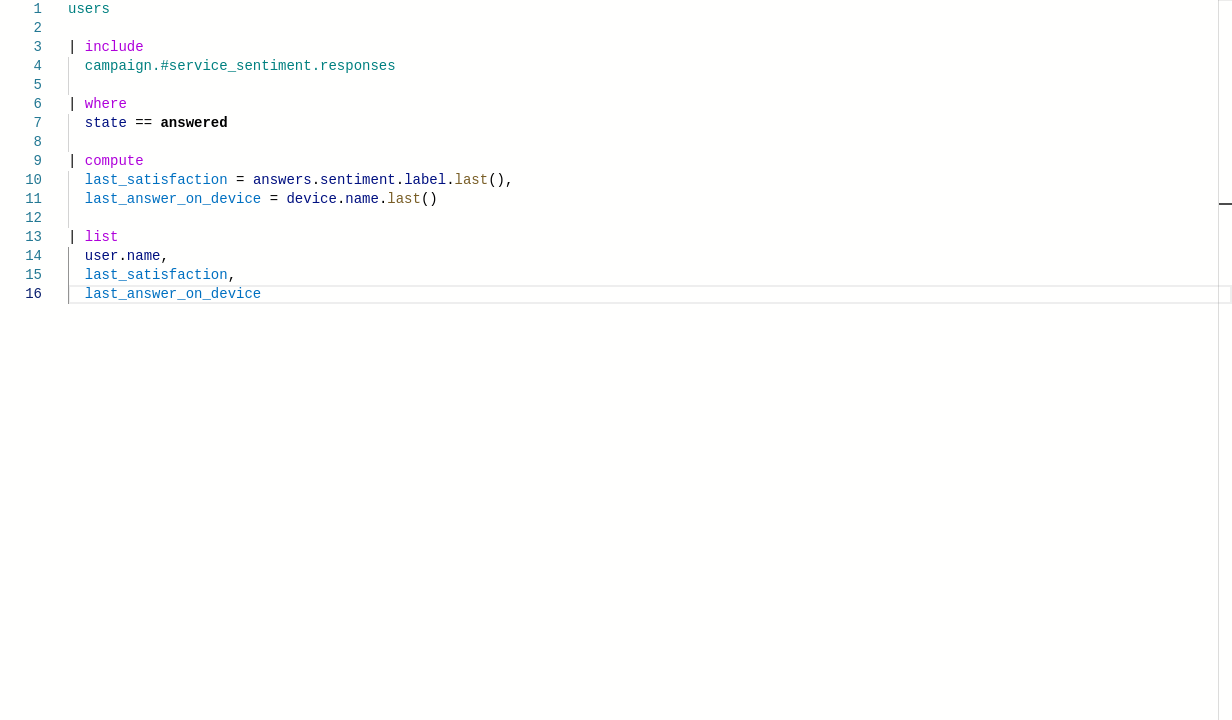 1 users
2
3 | include
4 campaign.#service_sentiment.responses
5
6 | where
7 state == answered
8
9 | compute
10 last_satisfaction = answers.sentiment.label.last(),
11 last_answer_on_device = device.name.last()
12
13 | list
14 user.name,
15 last_satisfaction,
16 last_answer_on_device